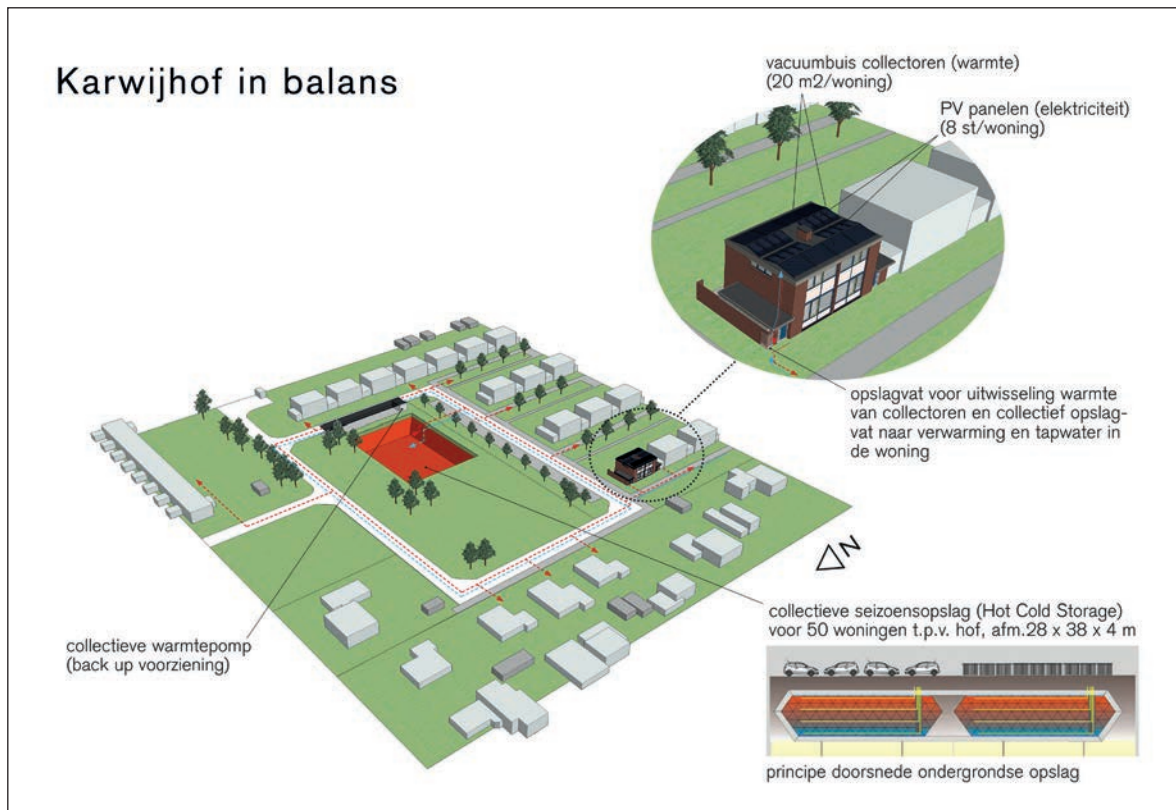 Karwijhof in balans
vacuumbuis collectoren (warmte)
(20 m2/woning)
PV panelen (elektriciteit)
(8 st/woning)
opslagvat voor uitwisseling warmte
van collectoren en collectief opslag-
vat naar verwarming en tapwater in
de woning
N
collectieve warmtepomp
(back up voorziening)
collectieve seizoensopslag (Hot Cold Storage)
voor 50 woningen t.p.v. hof, afm.28 x 38 x 4 m
principe doorsnede ondergrondse opslag